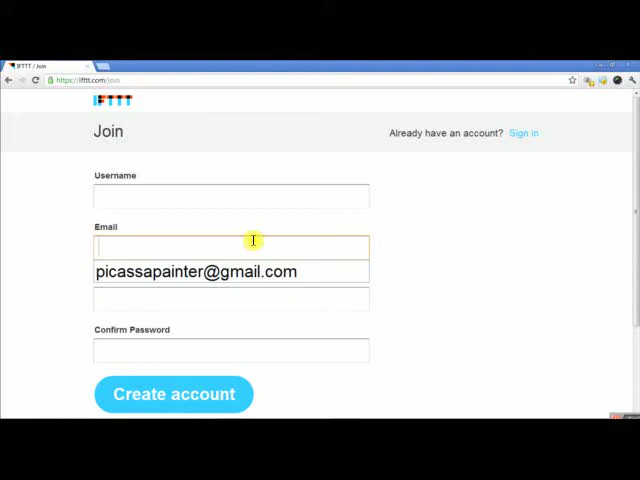 IFTTT / Join
https://ifttt.com/join
IFTTT
Join
Already have an account? Sign in
Username
Email
picassapainter@gmail.com
Confirm Password
Create account